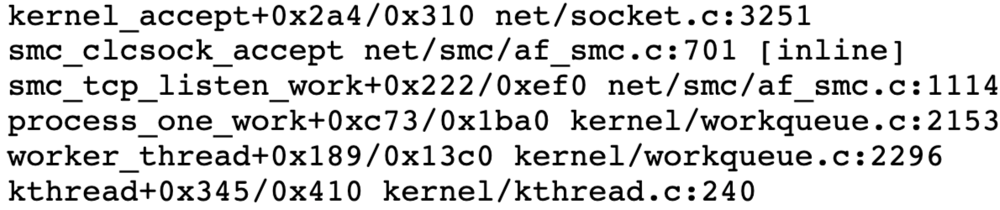 kernel_accept+0x2a4/0x310 net/socket.c:3251
smc_clcsock_accept net/smc/af_smc.c:701 [inline]
smc_tcp_listen_work+0x222/0xef0 net/smc/af_smc.c:1114
process_one_work+0xc73/0x1ba0 kernel/workqueue.c:2153
worker_thread+0x189/0x13c0 kernel/workqueue.c:2296
kthread+0x345/0x410 kernel/kthread.c:240